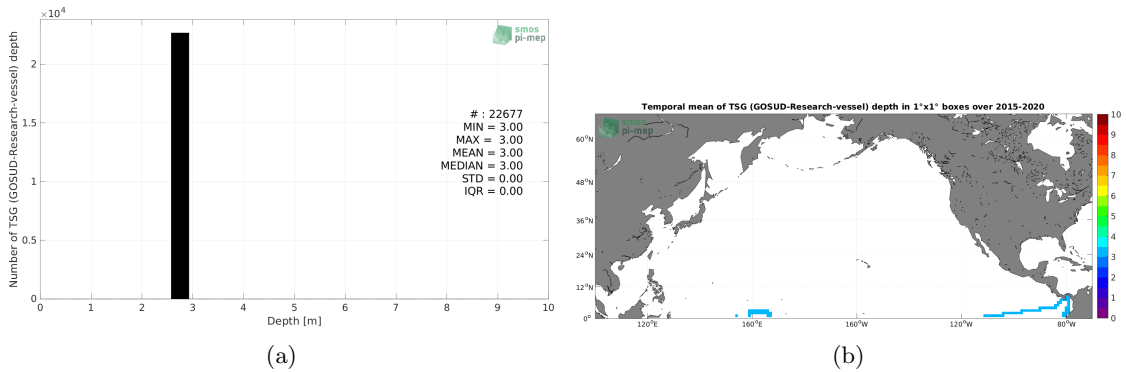 ×10⁴
smos
pi-mep
Number of TSG (GOSUD-Research-vessel) depth
2
1.5
1
0.5
0
# : 22677
MIN = 3.00
MAX = 3.00
MEAN = 3.00
MEDIAN = 3.00
STD = 0.00
IQR = 0.00
0 1 2 3 4 5 6 7 8 9 10
Depth [m]
(a)
Temporal mean of TSG (GOSUD-Research-vessel) depth in 1°x1° boxes over 2015-2020
smos
pi-mep
60°N
48°N
36°N
24°N
12°N
0°
120°E 160°E 160°W 120°W 80°W
10
9
8
7
6
5
4
3
2
1
0
(b)